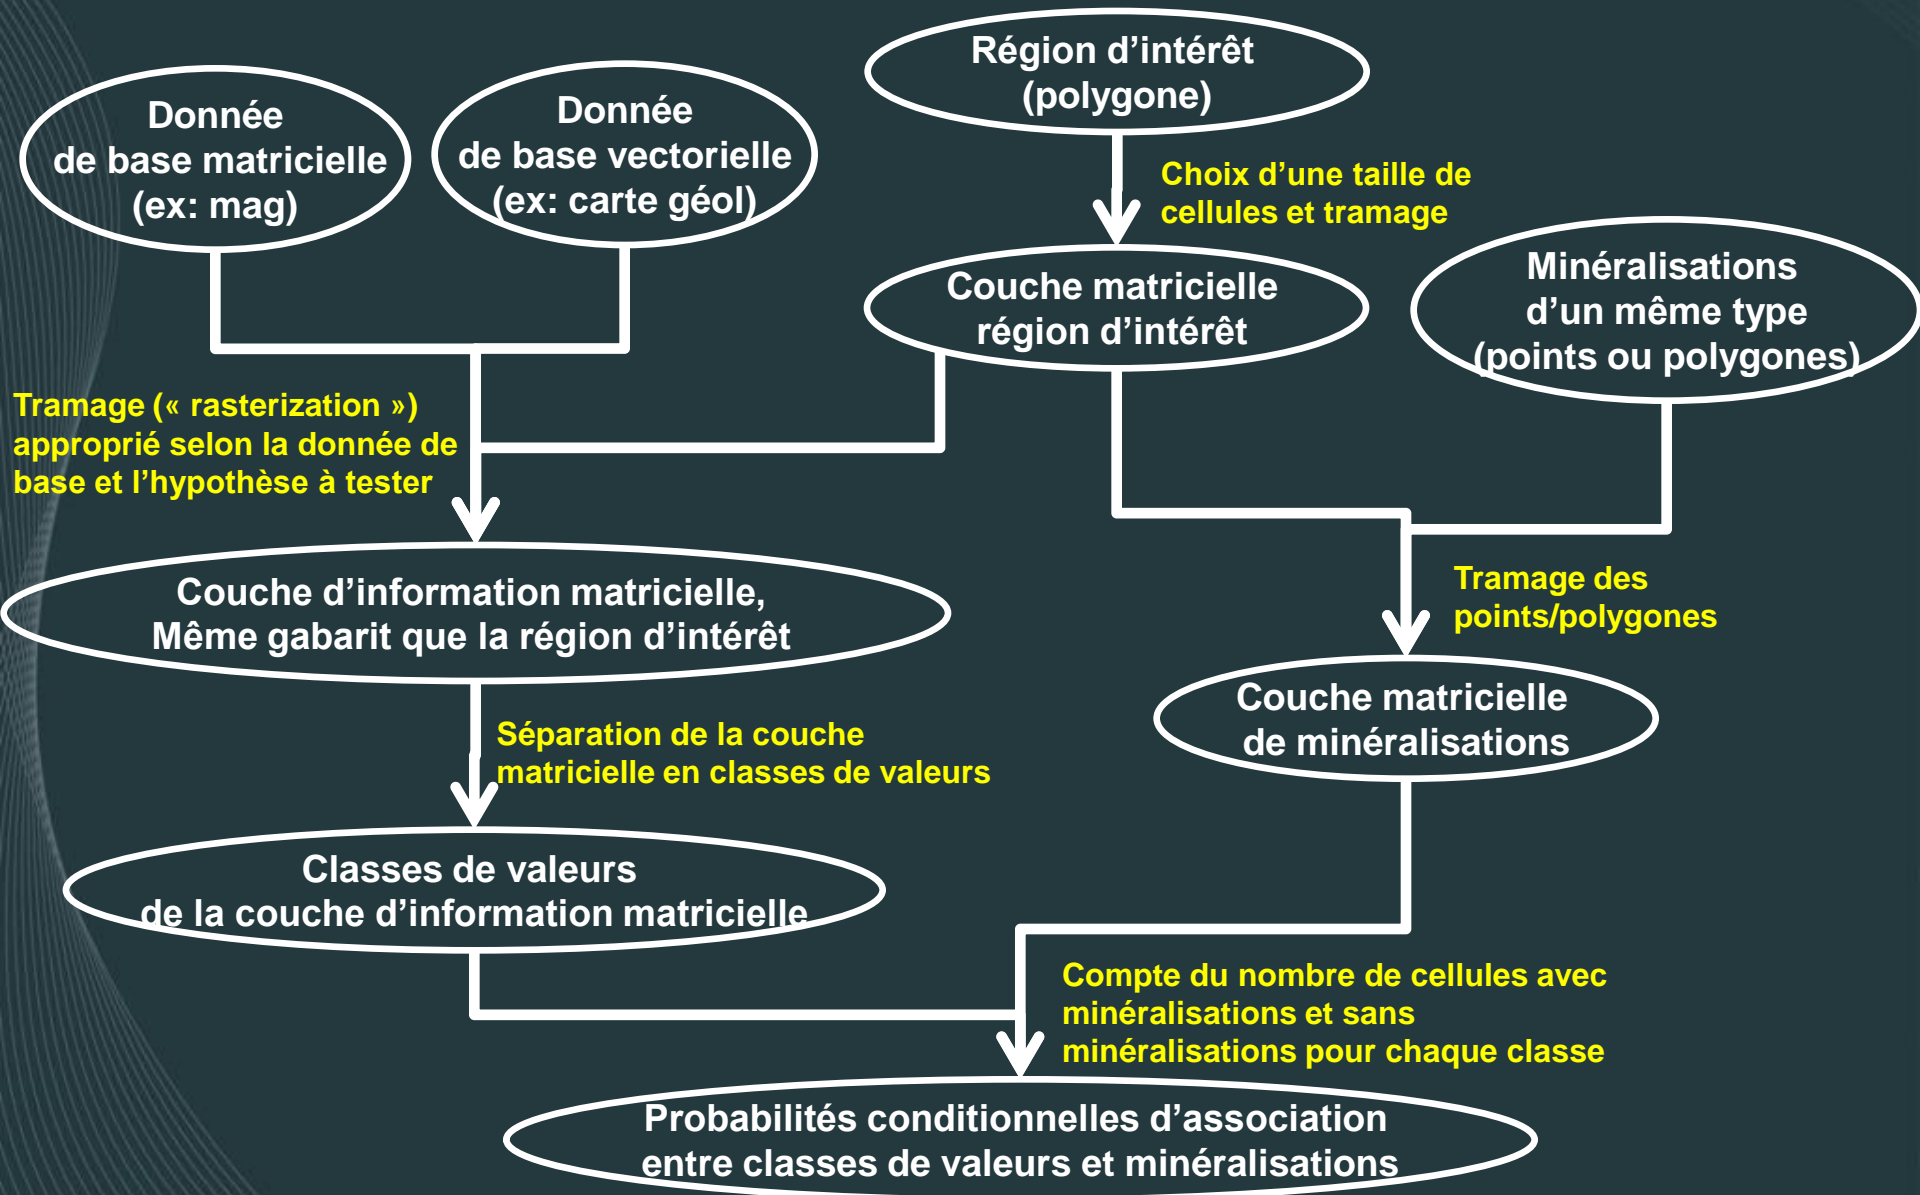 Région d’intérêt
(polygone)
Donnée
de base matricielle
(ex: mag)
Donnée
de base vectorielle
(ex: carte géol)
Choix d’une taille de
cellules et tramage
Couche matricielle
région d’intérêt
Minéralisations
d’un même type
(points ou polygones)
Tramage (« rasterization »)
approprié selon la donnée de
base et l’hypothèse à tester
Couche d’information matricielle,
Même gabarit que la région d’intérêt
Tramage des
points/polygones
Couche matricielle
de minéralisations
Séparation de la couche
matricielle en classes de valeurs
Classes de valeurs
de la couche d’information matricielle
Compte du nombre de cellules avec
minéralisations et sans
minéralisations pour chaque classe
Probabilités conditionnelles d’association
entre classes de valeurs et minéralisations